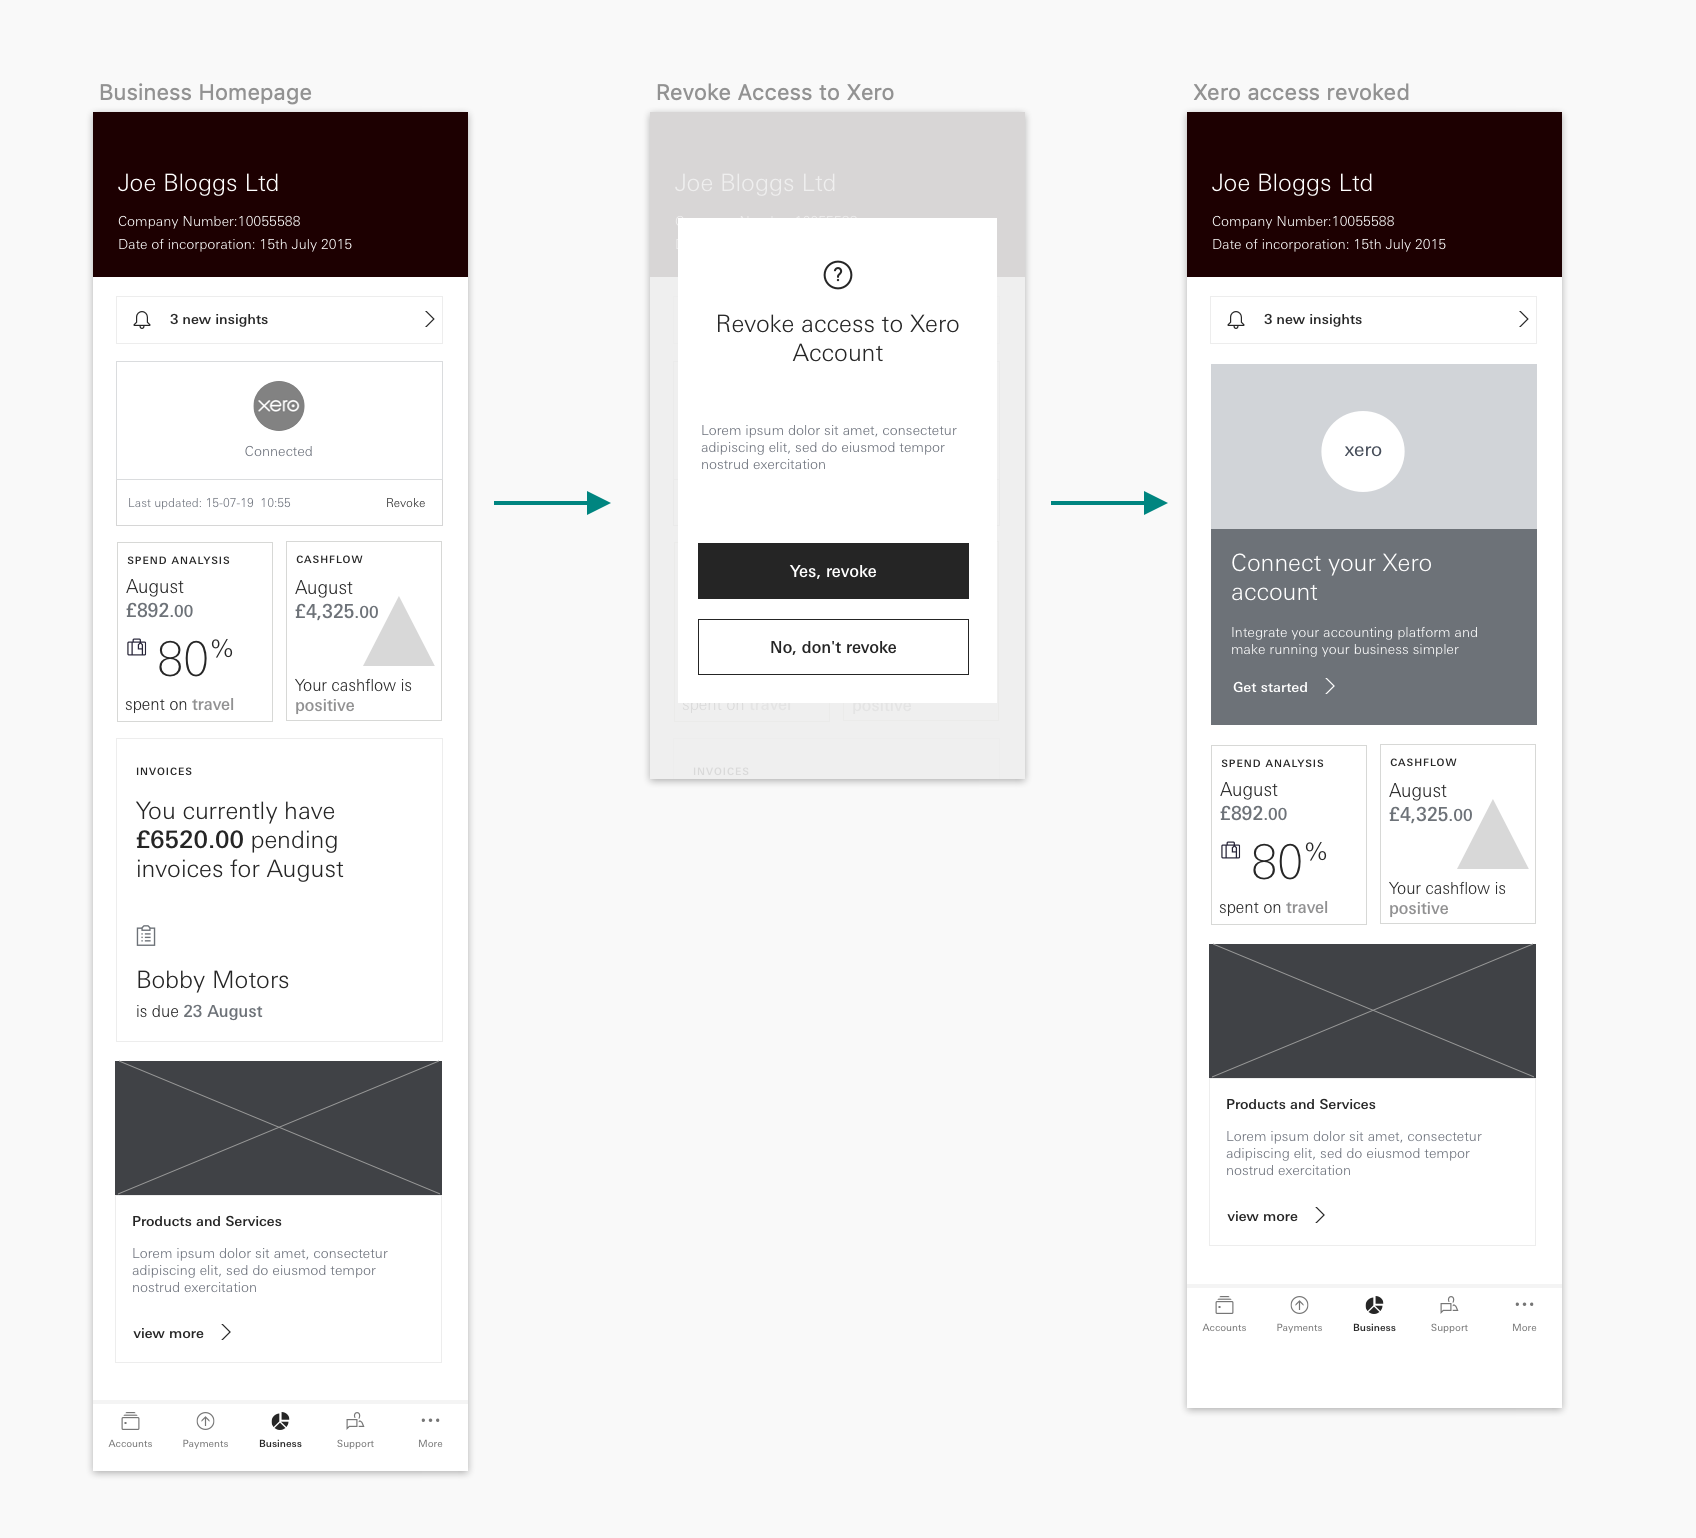 Business Homepage
Joe Bloggs Ltd
Company Number:10055588
Date of incorporation: 15th July 2015
3 new insights
xero
Connected
Last updated: 15-07-19 10:55
Revoke
SPEND ANALYSIS
August
£892.00
80%
spent on travel
CASHFLOW
August
£4,325.00
Your cashflow is
positive
INVOICES
You currently have
£6520.00 pending
invoices for August
Bobby Motors
is due 23 August
Products and Services
Lorem ipsum dolor sit amet, consectetur
adipiscing elit, sed do eiusmod tempor
nostrud exercitation
view more
Accounts
Payments
Business
Support
More
Revoke Access to Xero
Joe Bloggs Ltd
?
Revoke access to Xero
Account
Lorem ipsum dolor sit amet, consectetur
adipiscing elit, sed do eiusmod tempor
nostrud exercitation
Yes, revoke
No, don't revoke
spent on travel
positive
INVOICES
Xero access revoked
Joe Bloggs Ltd
Company Number:10055588
Date of incorporation: 15th July 2015
3 new insights
xero
Connect your Xero
account
Integrate your accounting platform and
make running your business simpler
Get started
SPEND ANALYSIS
August
£892.00
80%
spent on travel
CASHFLOW
August
£4,325.00
Your cashflow is
positive
Products and Services
Lorem ipsum dolor sit amet, consectetur
adipiscing elit, sed do eiusmod tempor
nostrud exercitation
view more
Accounts
Payments
Business
Support
More